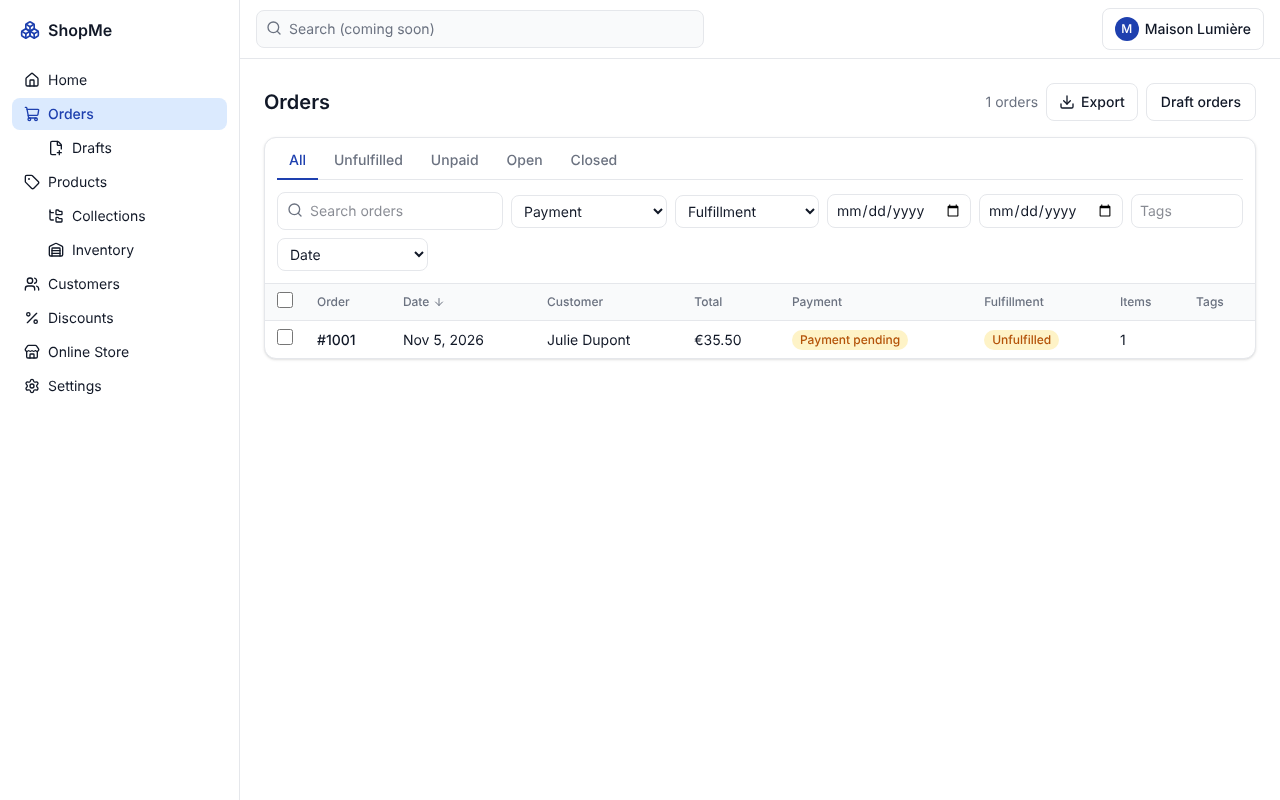 ShopMe
Search (coming soon)
M Maison Lumière
Home
Orders
Drafts
Products
Collections
Inventory
Customers
Discounts
Online Store
Settings
Orders
1 orders Export Draft orders
All Unfulfilled Unpaid Open Closed
Search orders Payment Fulfillment mm/dd/yyyy mm/dd/yyyy Tags
Date
Order Date Customer Total Payment Fulfillment Items Tags
#1001 Nov 5, 2026 Julie Dupont €35.50 Payment pending Unfulfilled 1